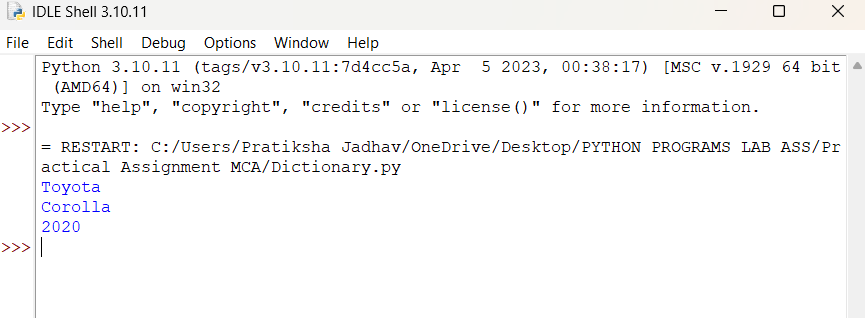 IDLE Shell 3.10.11
File Edit Shell Debug Options Window Help
Python 3.10.11 (tags/v3.10.11:7d4cc5a, Apr  5 2023, 00:38:17) [MSC v.1929 64 bit
 (AMD64)] on win32
Type "help", "copyright", "credits" or "license()" for more information.
>>>
= RESTART: C:/Users/Pratiksha Jadhav/OneDrive/Desktop/PYTHON PROGRAMS LAB ASS/Pr
actical Assignment MCA/Dictionary.py
Toyota
Corolla
2020
>>>